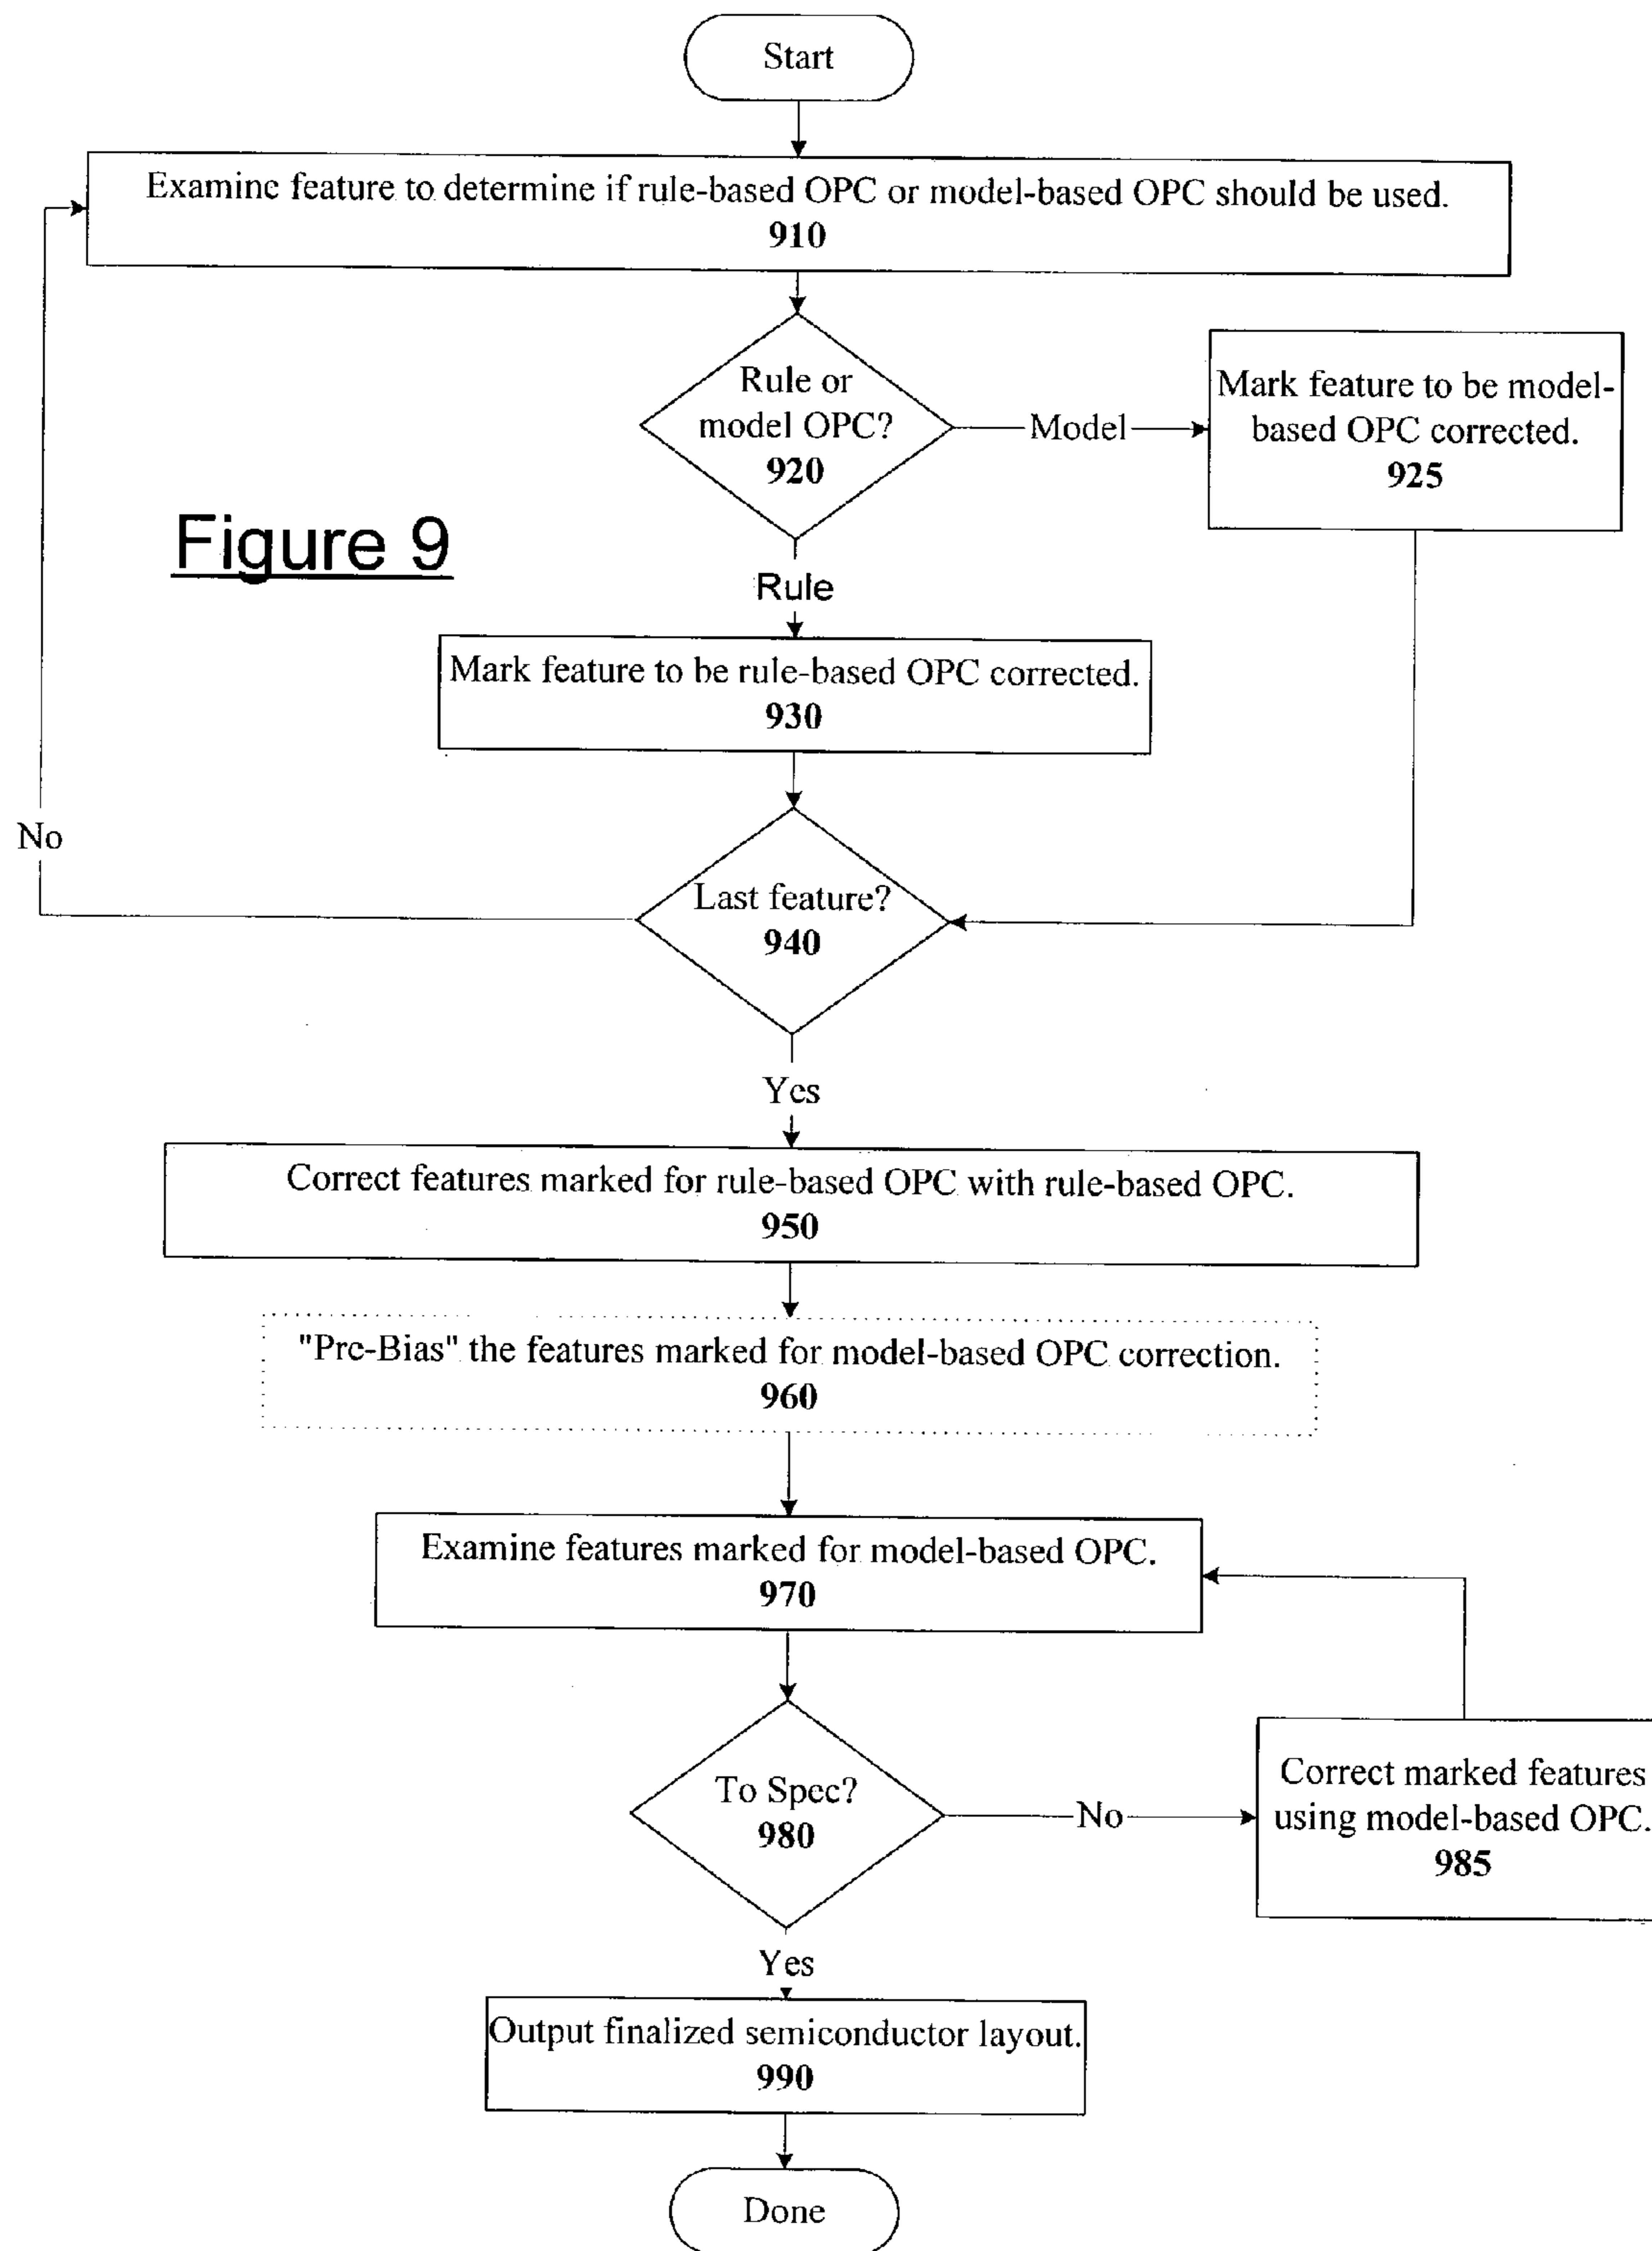 Start
Examine feature to determine if rule-based OPC or model-based OPC should be used.
910
Rule or
model OPC?
920
Model
Mark feature to be model-
based OPC corrected.
925
Figure 9
Rule
Mark feature to be rule-based OPC corrected.
930
No
Last feature?
940
Yes
Correct features marked for rule-based OPC with rule-based OPC.
950
"Pre-Bias" the features marked for model-based OPC correction.
960
Examine features marked for model-based OPC.
970
To Spec?
980
No
Correct marked features
using model-based OPC.
985
Yes
Output finalized semiconductor layout.
990
Done